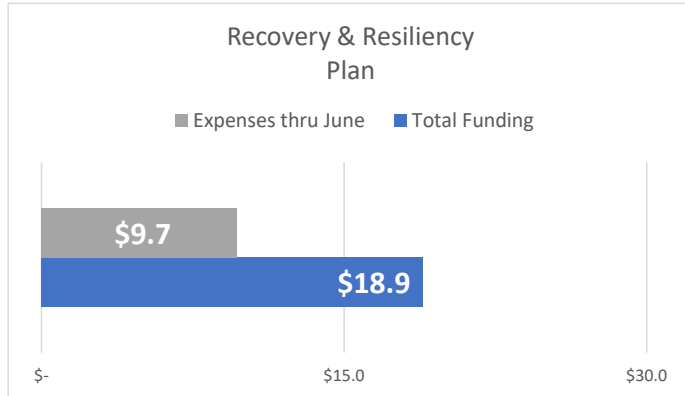 Recovery & Resiliency
Plan
Expenses thru June Total Funding
$9.7
$18.9
$- $15.0 $30.0